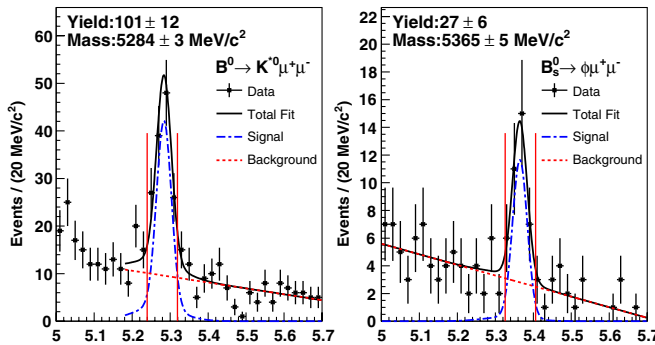 Yield:101 ± 12
Mass:5284 ± 3 MeV/c²
B⁰→ K*⁰μ⁺μ⁻
Data
Total Fit
Signal
Background
Events / (20 MeV/c²)
60
50
40
30
20
10
0
5 5.1 5.2 5.3 5.4 5.5 5.6 5.7
Yield:27 ± 6
Mass:5365 ± 5 MeV/c²
B⁰ₛ→ φμ⁺μ⁻
Data
Total Fit
Signal
Background
Events / (20 MeV/c²)
22
20
18
16
14
12
10
8
6
4
2
0
5 5.1 5.2 5.3 5.4 5.5 5.6 5.7